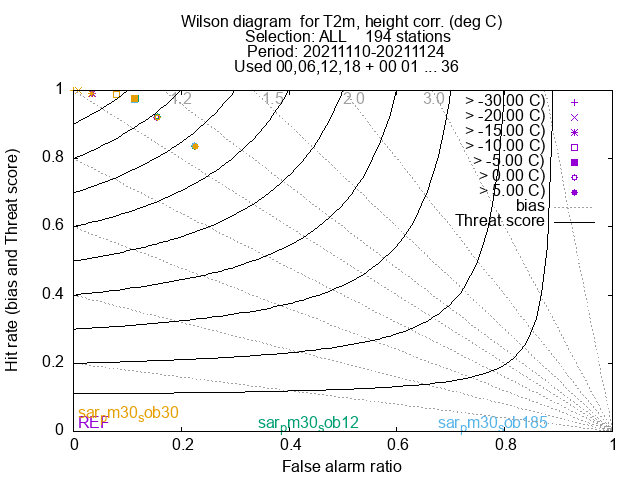 Wilson diagram for T2m, height corr. (deg C)
Selection: ALL 194 stations
Period: 20211110-20211124
Used 00,06,12,18 + 00 01 ... 36
Hit rate (bias and Threat score)
1
0.8
0.6
0.4
0.2
0
1.2
1.5
2.0
3.0
> -30.00 C)
> -20.00 C)
> -15.00 C)
> -10.00 C)
> -5.00 C)
> 0.00 C)
> 5.00 C)
bias
Threat score
sar_pm30_sob30
REF
sar_pm30_sob12
sar_pm30_sob185
0
0.2
0.4
0.6
0.8
1
False alarm ratio